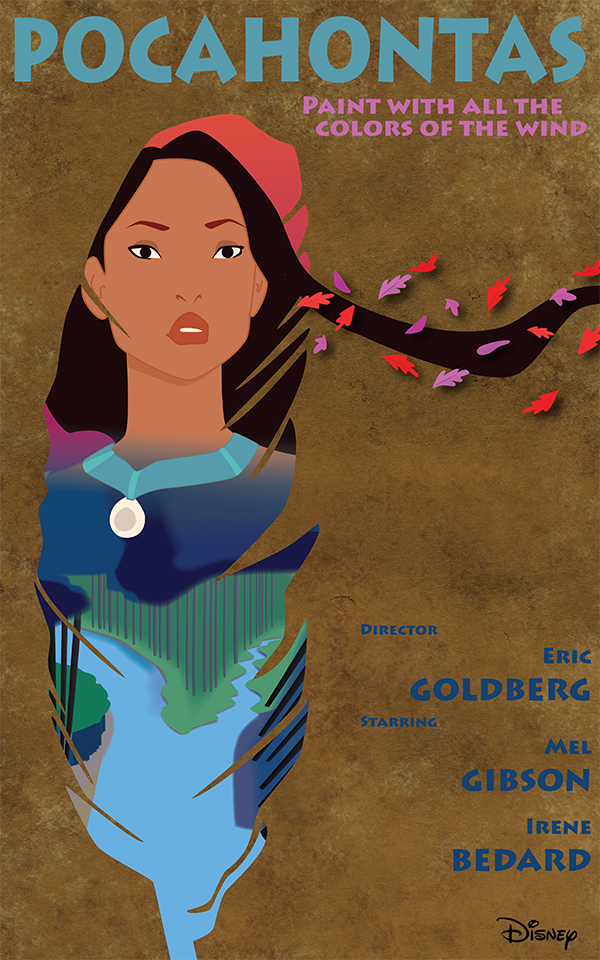 POCAHONTAS
PAINT WITH ALL THE
COLORS OF THE WIND
DIRECTOR
ERIC
GOLDBERG
STARRING
MEL
GIBSON
IRENE
BEDARD
DISNEY